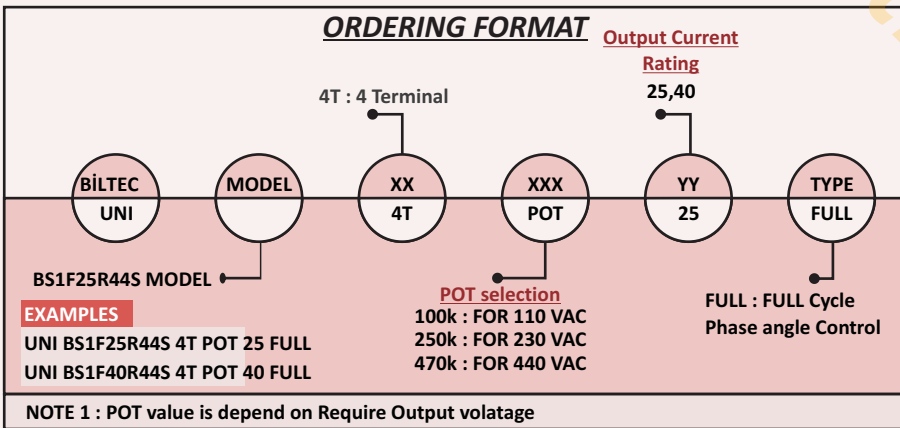 ORDERING FORMAT
Output Current
Rating
25,40
4T : 4 Terminal
BİLTEC
UNI
MODEL
XX
4T
XXX
POT
YY
25
TYPE
FULL
BS1F25R44S MODEL
EXAMPLES
UNI BS1F25R44S 4T POT 25 FULL
UNI BS1F40R44S 4T POT 40 FULL
POT selection
100k : FOR 110 VAC
250k : FOR 230 VAC
470k : FOR 440 VAC
FULL : FULL Cycle
Phase angle Control
NOTE 1 : POT value is depend on Require Output volatage